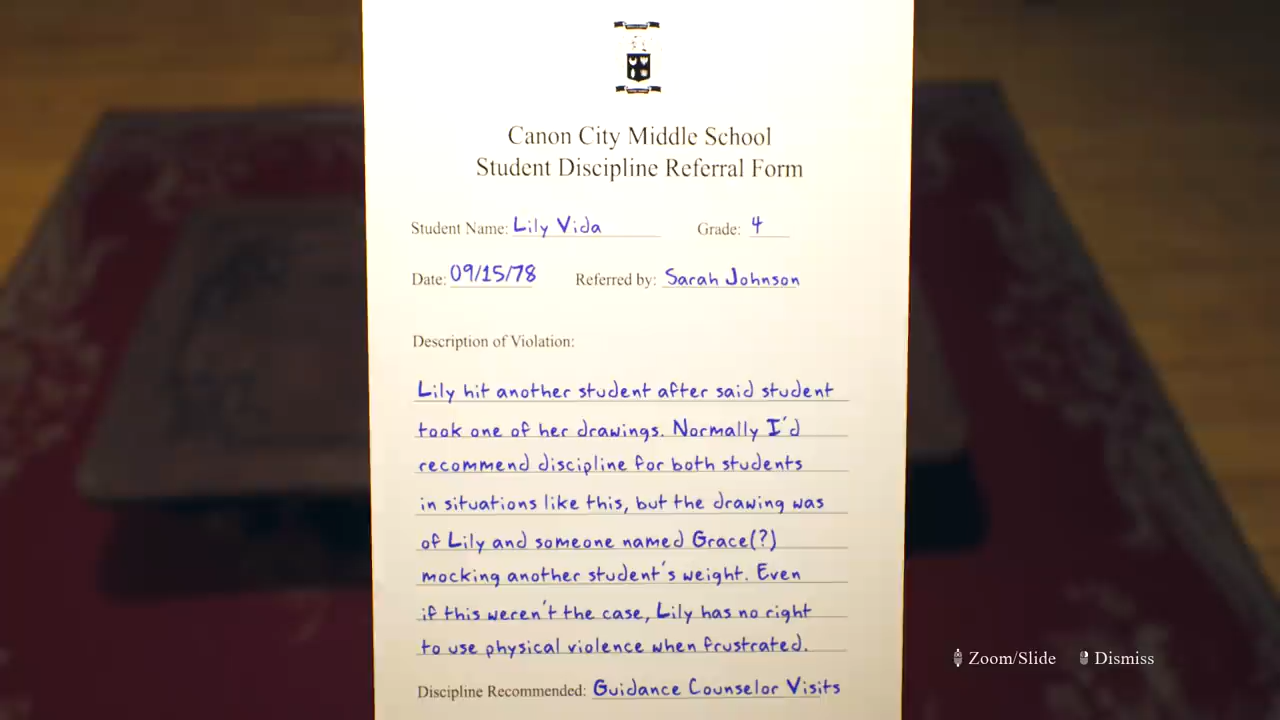 Canon City Middle School
Student Discipline Referral Form
Student Name: Lily Vida Grade: 4
Date: 09/15/78 Referred by: Sarah Johnson
Description of Violation:
Lily hit another student after said student
took one of her drawings. Normally I'd
recommend discipline for both students
in situations like this, but the drawing was
of Lily and someone named Grace(?)
mocking another student's weight. Even
if this weren't the case, Lily has no right
to use physical violence when frustrated.
Zoom/Slide Dismiss
Discipline Recommended: Guidance Counselor Visits